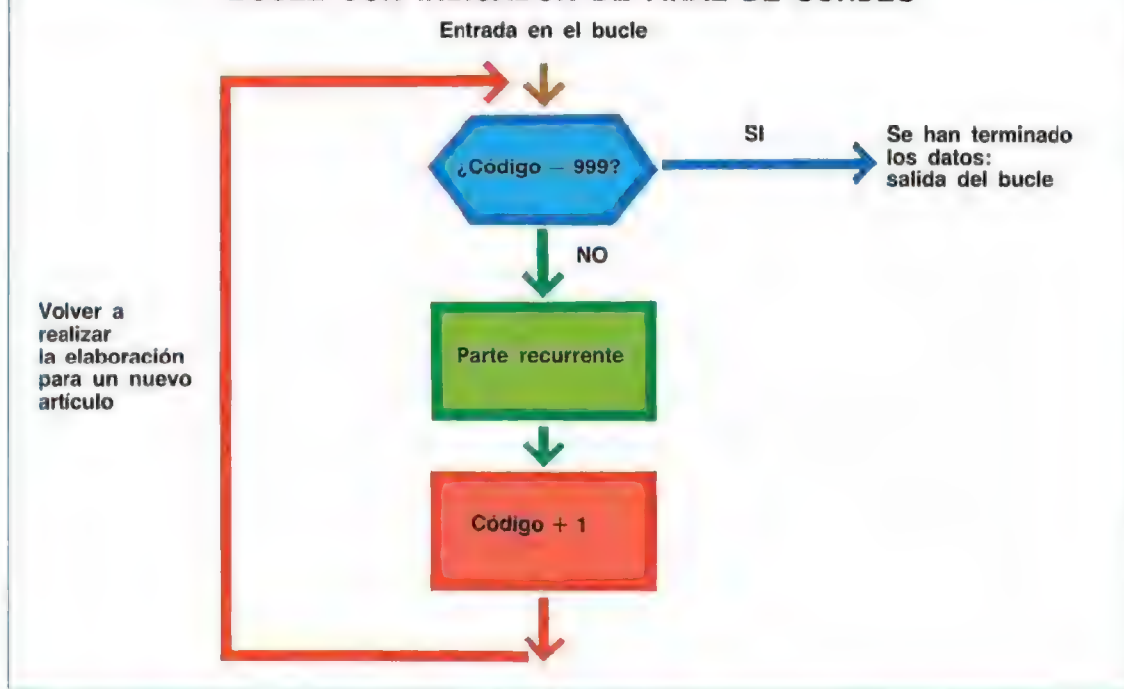 Entrada en el bucle
¿Código — 999?
SI
Se han terminado
los datos:
salida del bucle
NO
Volver a
realizar
la elaboración
para un nuevo
artículo
Parte recurrente
Código + 1